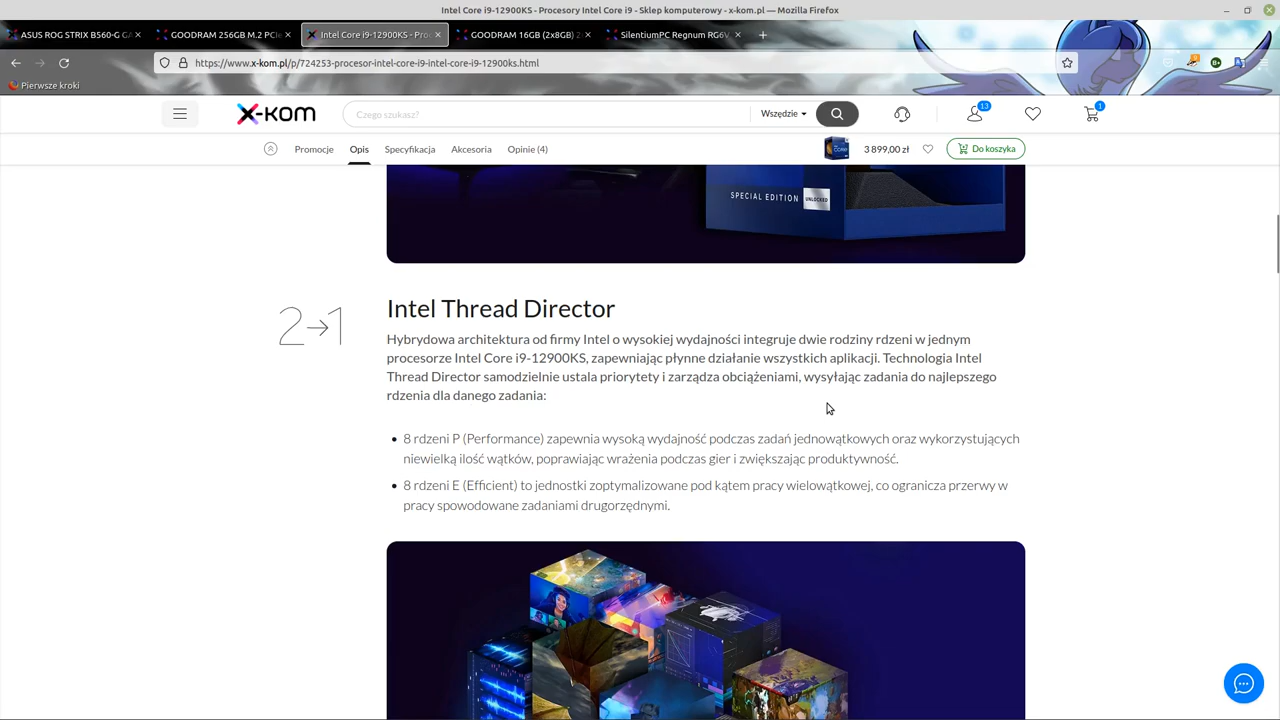 Intel Core i9-12900KS - Procesory Intel Core i9 - Sklep komputerowy - x-kom.pl — Mozilla Firefox
ASUS ROG STRIX B560-G GA
GOODRAM 256GB M.2 PCIe
Intel Core i9-12900KS - Proc
GOODRAM 16GB (2x8GB) 2
SilentiumPC Regnum RG6V
https://www.x-kom.pl/p/724253-procesor-intel-core-i9-intel-core-i9-12900ks.html
Pierwsze kroki
x-kom
Czego szukasz?
Wszędzie
13
1
Promocje
Opis
Specyfikacja
Akcesoria
Opinie (4)
3 899,00 zł
Do koszyka
SPECIAL EDITION
UNLOCKED
2→1
Intel Thread Director
Hybrydowa architektura od firmy Intel o wysokiej wydajności integruje dwie rodziny rdzeni w jednym
procesorze Intel Core i9-12900KS, zapewniając płynne działanie wszystkich aplikacji. Technologia Intel
Thread Director samodzielnie ustala priorytety i zarządza obciążeniami, wysyłając zadania do najlepszego
rdzenia dla danego zadania:
• 8 rdzeni P (Performance) zapewnia wysoką wydajność podczas zadań jednowątkowych oraz wykorzystujących
niewielką ilość wątków, poprawiając wrażenia podczas gier i zwiększając produktywność.
• 8 rdzeni E (Efficient) to jednostki zoptymalizowane pod kątem pracy wielowątkowej, co ogranicza przerwy w
pracy spowodowane zadaniami drugorzędnymi.